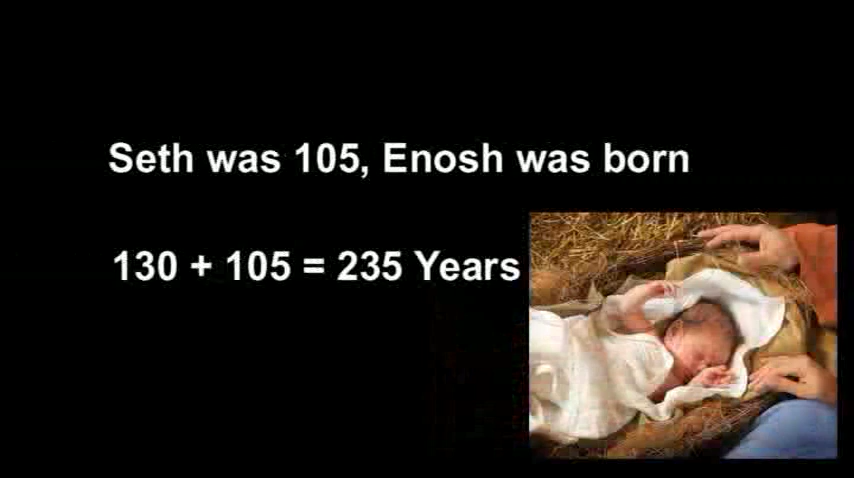 Seth was 105, Enosh was born
130 + 105 = 235 Years